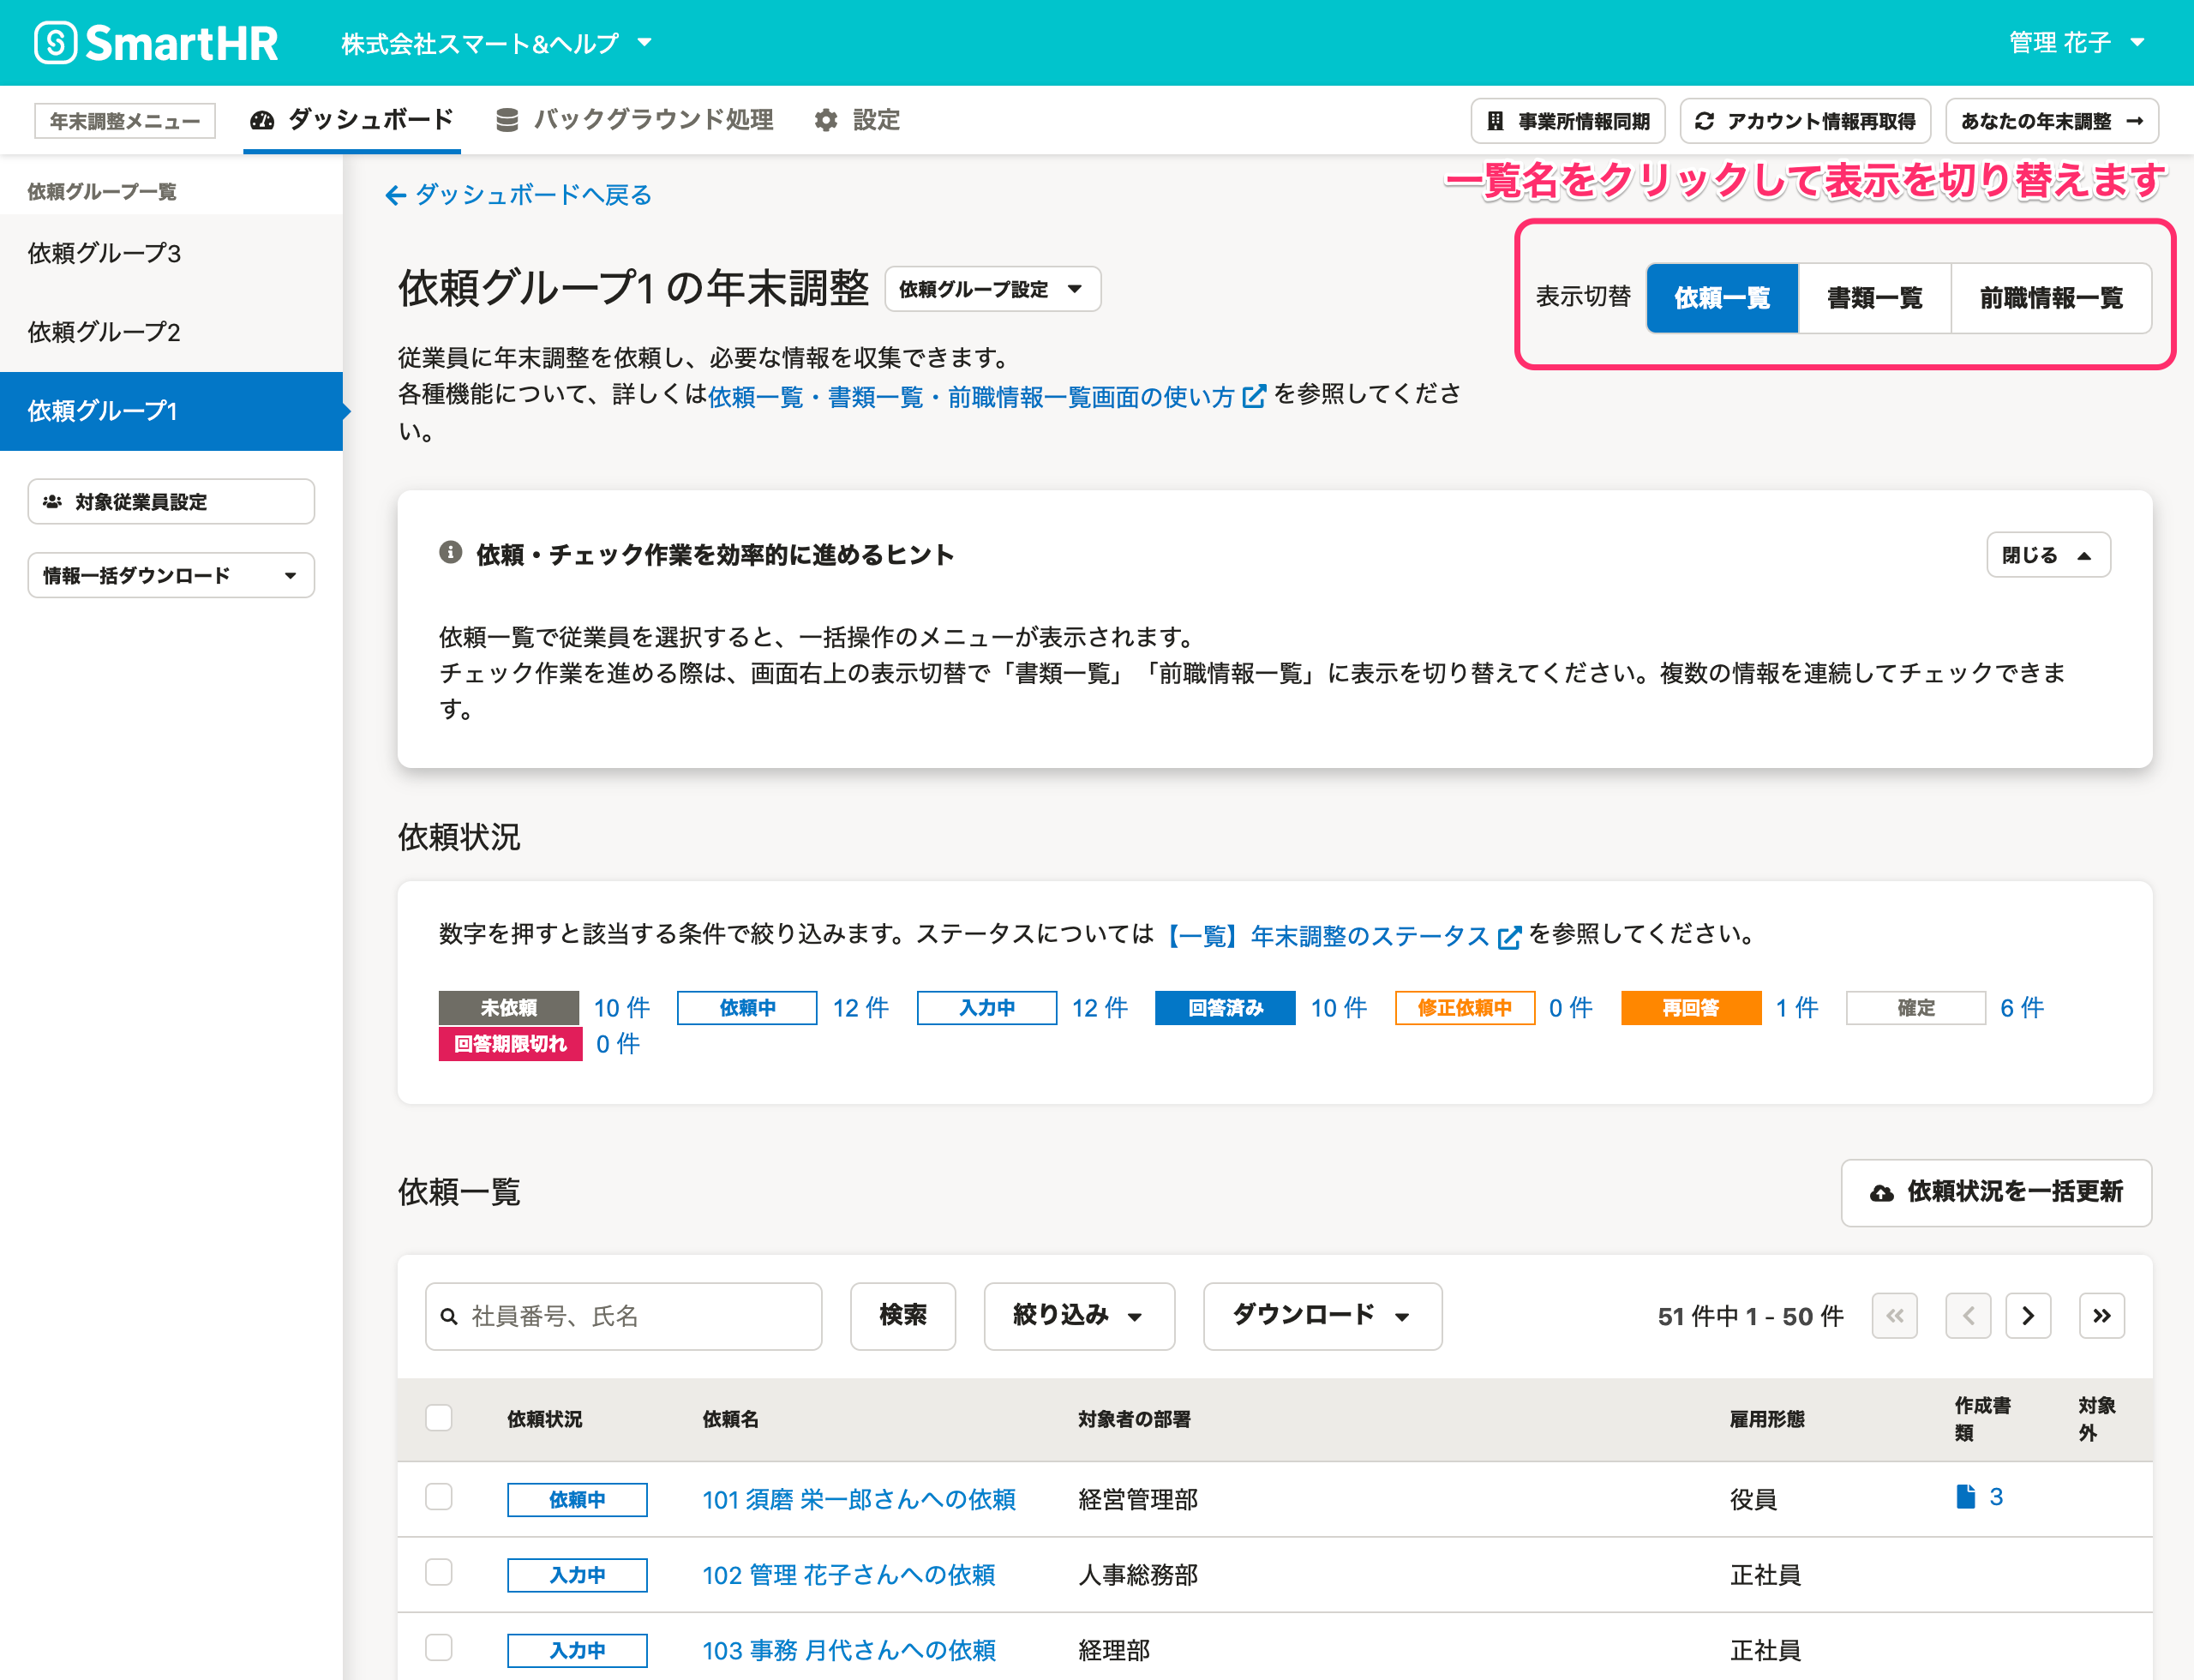 SmartHR 株式会社スマート&ヘルプ 管理 花子
年末調整メニュー ダッシュボード バックグラウンド処理 設定 事業所情報同期 アカウント情報再取得 あなたの年末調整
一覧名をクリックして表示を切り替えます
依頼グループ一覧
依頼グループ3
依頼グループ2
依頼グループ1
対象従業員設定
情報一括ダウンロード
ダッシュボードへ戻る
依頼グループ1 の年末調整 依頼グループ設定
表示切替 依頼一覧 書類一覧 前職情報一覧
従業員に年末調整を依頼し、必要な情報を収集できます。
各種機能について、詳しくは依頼一覧・書類一覧・前職情報一覧画面の使い方を参照してくださ
い。
依頼・チェック作業を効率的に進めるヒント 閉じる
依頼一覧で従業員を選択すると、一括操作のメニューが表示されます。
チェック作業を進める際は、画面右上の表示切替で「書類一覧」「前職情報一覧」に表示を切り替えてください。複数の情報を連続してチェックできま
す。
依頼状況
数字を押すと該当する条件で絞り込みます。ステータスについては【一覧】年末調整のステータスを参照してください。
未依頼 10 件 依頼中 12 件 入力中 12 件 回答済み 10 件 修正依頼中 0 件 再回答 1 件 確定 6 件
回答期限切れ 0 件
依頼一覧 依頼状況を一括更新
社員番号、氏名 検索 絞り込み ダウンロード 51 件中 1 - 50 件
依頼状況 依頼名 対象者の部署 雇用形態 作成書 対象
類 外
依頼中 101 須磨 栄一郎さんへの依頼 経営管理部 役員 3
入力中 102 管理 花子さんへの依頼 人事総務部 正社員
入力中 103 事務 月代さんへの依頼 経理部 正社員